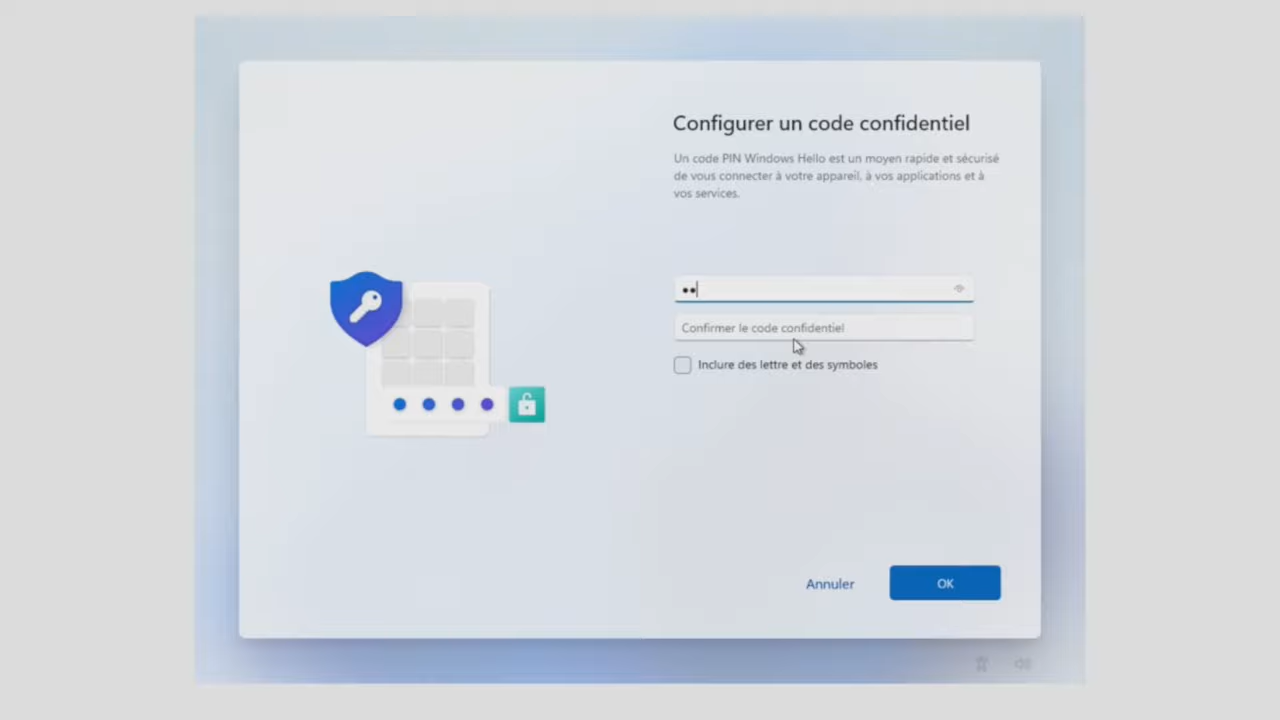 Configurer un code confidentiel
Un code PIN Windows Hello est un moyen rapide et sécurisé
de vous connecter à votre appareil, à vos applications et à
vos services.
••
Confirmer le code confidentiel
Inclure des lettre et des symboles
Annuler
OK